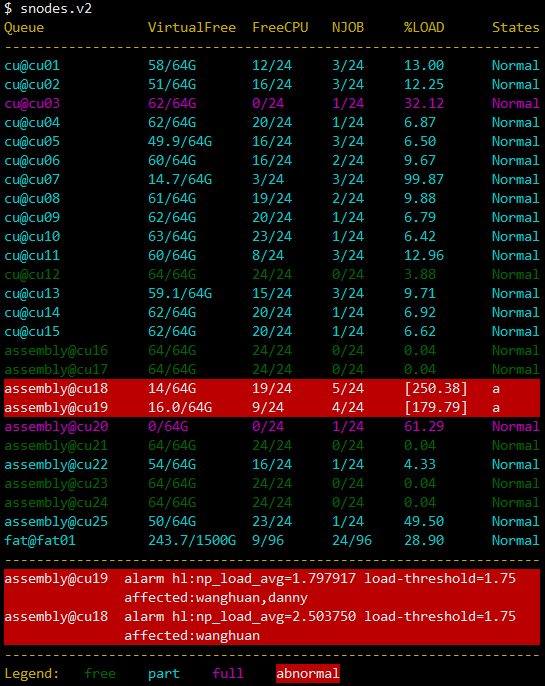 $ snodes.v2
Queue VirtualFree FreeCPU NJOB %LOAD States
--------------------------------------------------------------------
cu@cu01 58/64G 12/24 3/24 13.00 Normal
cu@cu02 51/64G 16/24 3/24 12.25 Normal
cu@cu03 62/64G 0/24 1/24 32.12 Normal
cu@cu04 62/64G 20/24 1/24 6.87 Normal
cu@cu05 49.9/64G 16/24 3/24 6.50 Normal
cu@cu06 60/64G 16/24 2/24 9.67 Normal
cu@cu07 14.7/64G 3/24 3/24 99.87 Normal
cu@cu08 61/64G 19/24 2/24 9.88 Normal
cu@cu09 62/64G 20/24 1/24 6.79 Normal
cu@cu10 63/64G 23/24 1/24 6.42 Normal
cu@cu11 60/64G 8/24 3/24 12.96 Normal
cu@cu12 64/64G 24/24 0/24 3.88 Normal
cu@cu13 59.1/64G 15/24 3/24 9.71 Normal
cu@cu14 62/64G 20/24 1/24 6.92 Normal
cu@cu15 62/64G 20/24 1/24 6.62 Normal
assembly@cu16 64/64G 24/24 0/24 0.04 Normal
assembly@cu17 64/64G 24/24 0/24 0.04 Normal
assembly@cu18 14/64G 19/24 5/24 [250.38] a
assembly@cu19 16.0/64G 9/24 4/24 [179.79] a
assembly@cu20 0/64G 0/24 1/24 61.29 Normal
assembly@cu21 64/64G 24/24 0/24 0.04 Normal
assembly@cu22 54/64G 16/24 1/24 4.33 Normal
assembly@cu23 64/64G 24/24 0/24 0.04 Normal
assembly@cu24 64/64G 24/24 0/24 0.04 Normal
assembly@cu25 50/64G 23/24 1/24 49.50 Normal
fat@fat01 243.7/1500G 9/96 24/96 28.90 Normal
--------------------------------------------------------------------
assembly@cu19 alarm hl:np_load_avg=1.797917 load-threshold=1.75
affected:wanghuan,danny
assembly@cu18 alarm hl:np_load_avg=2.503750 load-threshold=1.75
affected:wanghuan
--------------------------------------------------------------------
Legend: free part full abnormal